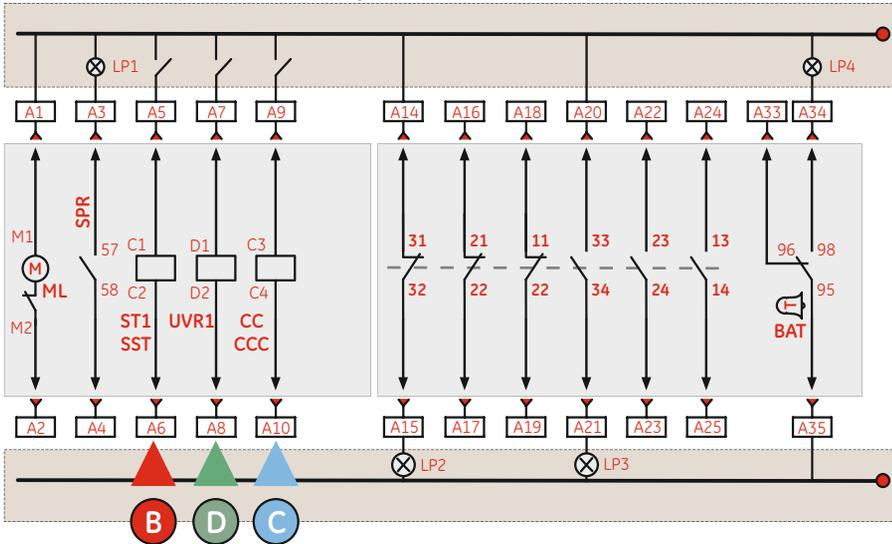 LP1 LP4
A1 A3 A5 A7 A9 A14 A16 A18 A20 A22 A24 A33 A34
SPR
M1 57 C1 D1 C3 31 21 11 33 23 13 96 98
M
ML 58 C2 D2 C4 32 22 22 34 24 14 95
T
M2 ST1 UVR1 CC BAT
SST CCC
A2 A4 A6 A8 A10 A15 A17 A19 A21 A23 A25 A35
LP2 LP3
B D C